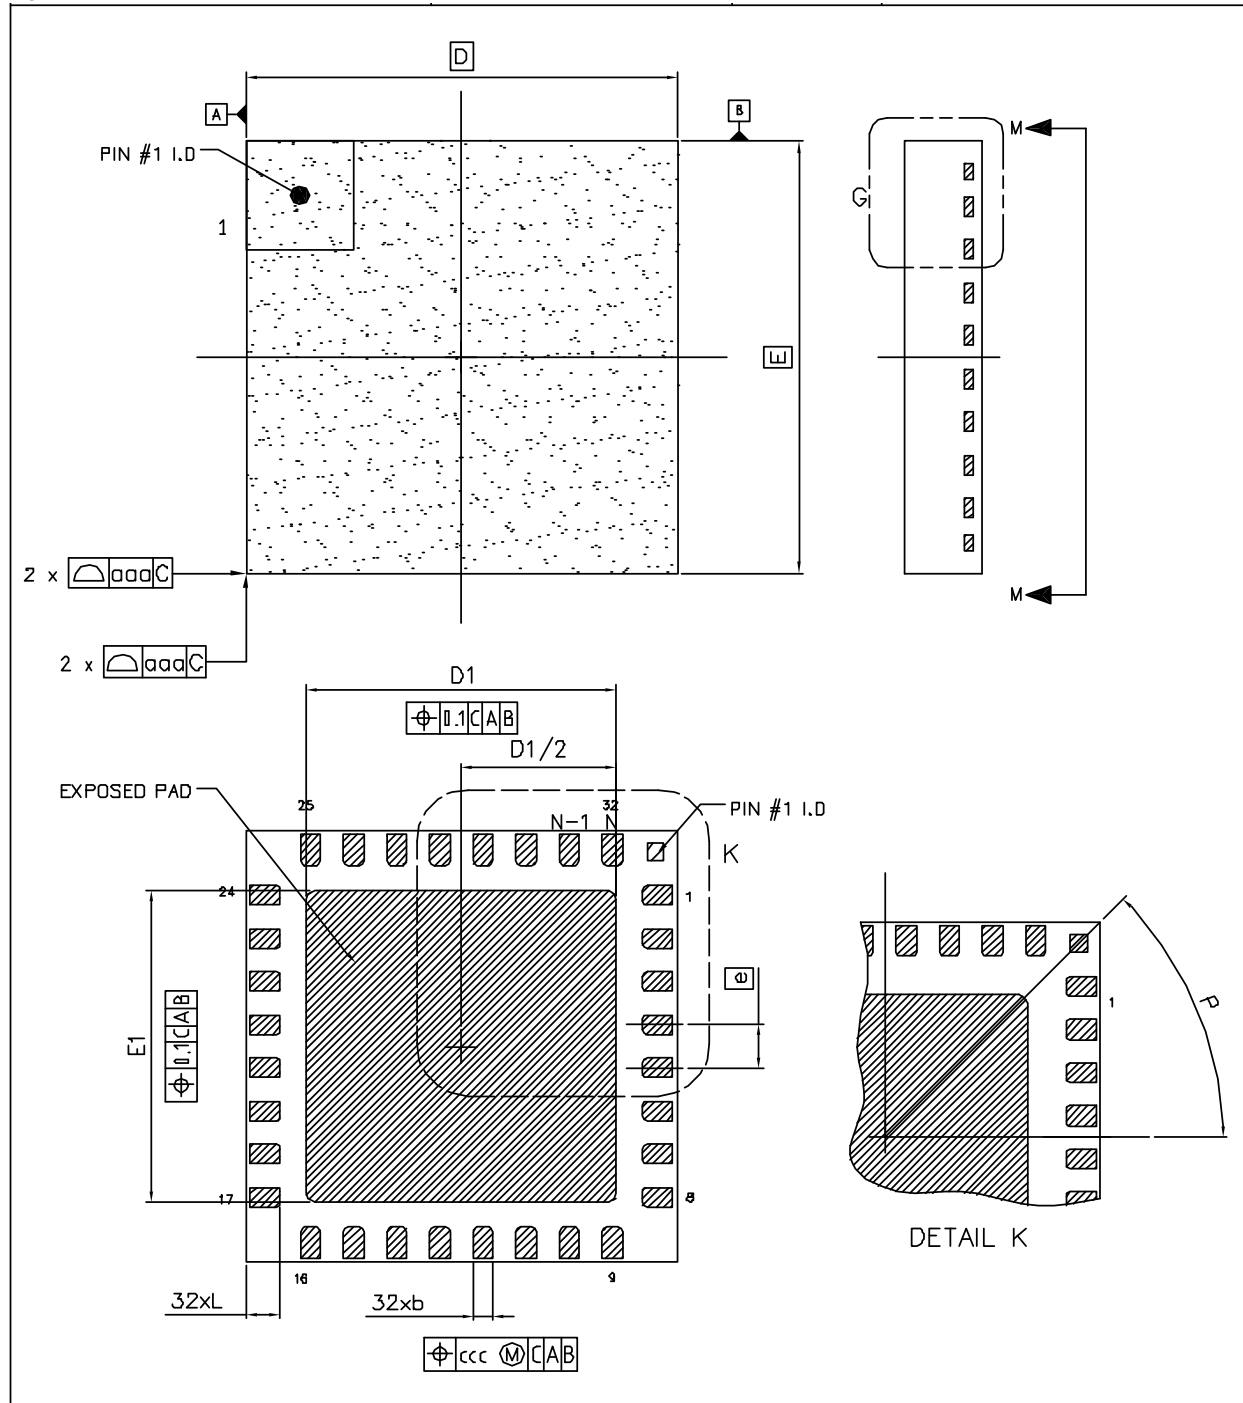 D
A
B
M
PIN #1 I.D
G
1
E
2 x aaa C
M
2 x aaa C
D1
0.1 C A B
D1/2
EXPOSED PAD
25
32
N-1 N
PIN #1 I.D
K
24
1
e
E1
0.1 C A B
1
P
17
8
DETAIL K
16
9
32xL
32xb
ccc M C A B